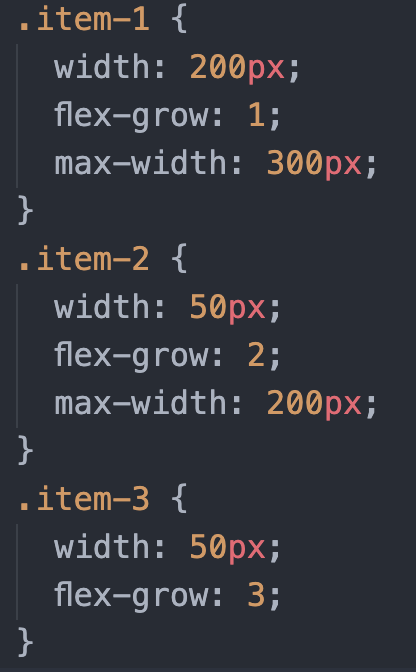 .item-1 {
  width: 200px;
  flex-grow: 1;
  max-width: 300px;
}
.item-2 {
  width: 50px;
  flex-grow: 2;
  max-width: 200px;
}
.item-3 {
  width: 50px;
  flex-grow: 3;
}